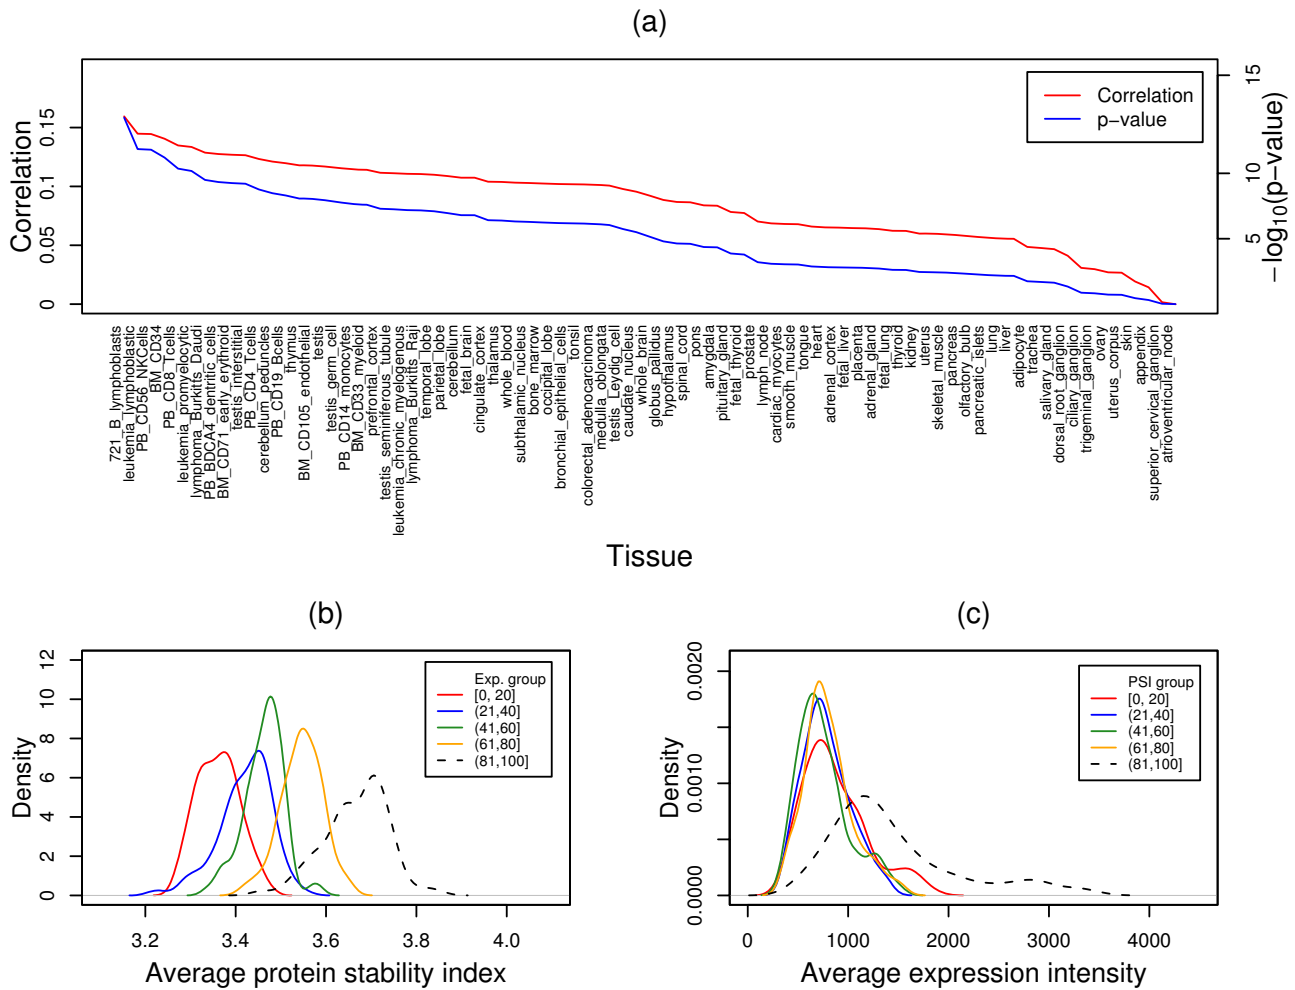 (a)
Correlation
0.15
0.1
0.05
0
Correlation
p−value
15
10
5
−log10(p−value)
721_B_lymphoblasts
leukemia_lymphoblastic
PB_CD56_NKCells
BM_CD34
PB_CD8_Tcells
leukemia_promyelocytic
lymphoma_Burkitts_Daudi
PB_BDCA4_dentritic_cells
BM_CD71_early_erythroid
testis_interstitial
PB_CD4_Tcells
cerebellum_peduncles
PB_CD19_Bcells
thymus
BM_CD105_endothelial
testis
testis_germ_cell
PB_CD14_monocytes
BM_CD33_myeloid
prefrontal_cortex
testis_seminiferous_tubule
leukemia_chronic_myelogenous
lymphoma_Burkitts_Raji
temporal_lobe
parietal_lobe
cerebellum
fetal_brain
cingulate_cortex
thalamus
whole_blood
subthalamic_nucleus
bone_marrow
occipital_lobe
bronchial_epithelial_cells
tonsil
colorectal_adenocarcinoma
medulla_oblongata
testis_Leydig_cell
caudate_nucleus
whole_brain
globus_pallidus
hypothalamus
spinal_cord
pons
amygdala
pituitary_gland
fetal_thyroid
prostate
lymph_node
cardiac_myocytes
smooth_muscle
tongue
heart
adrenal_cortex
fetal_liver
placenta
adrenal_gland
fetal_lung
thyroid
kidney
uterus
skeletal_muscle
pancreas
olfactory_bulb
pancreatic_islets
lung
liver
adipocyte
trachea
salivary_gland
dorsal_root_ganglion
ciliary_ganglion
trigeminal_ganglion
ovary
uterus_corpus
skin
appendix
superior_cervical_ganglion
atrioventricular_node
Tissue
(b)
Density
12
10
8
6
4
2
0
Exp. group
[0, 20]
(21,40]
(41,60]
(61,80]
(81,100]
3.2 3.4 3.6 3.8 4.0
Average protein stability index
(c)
Density
0.0020
0.0010
0.0000
PSI group
[0, 20]
(21,40]
(41,60]
(61,80]
(81,100]
0 1000 2000 3000 4000
Average expression intensity